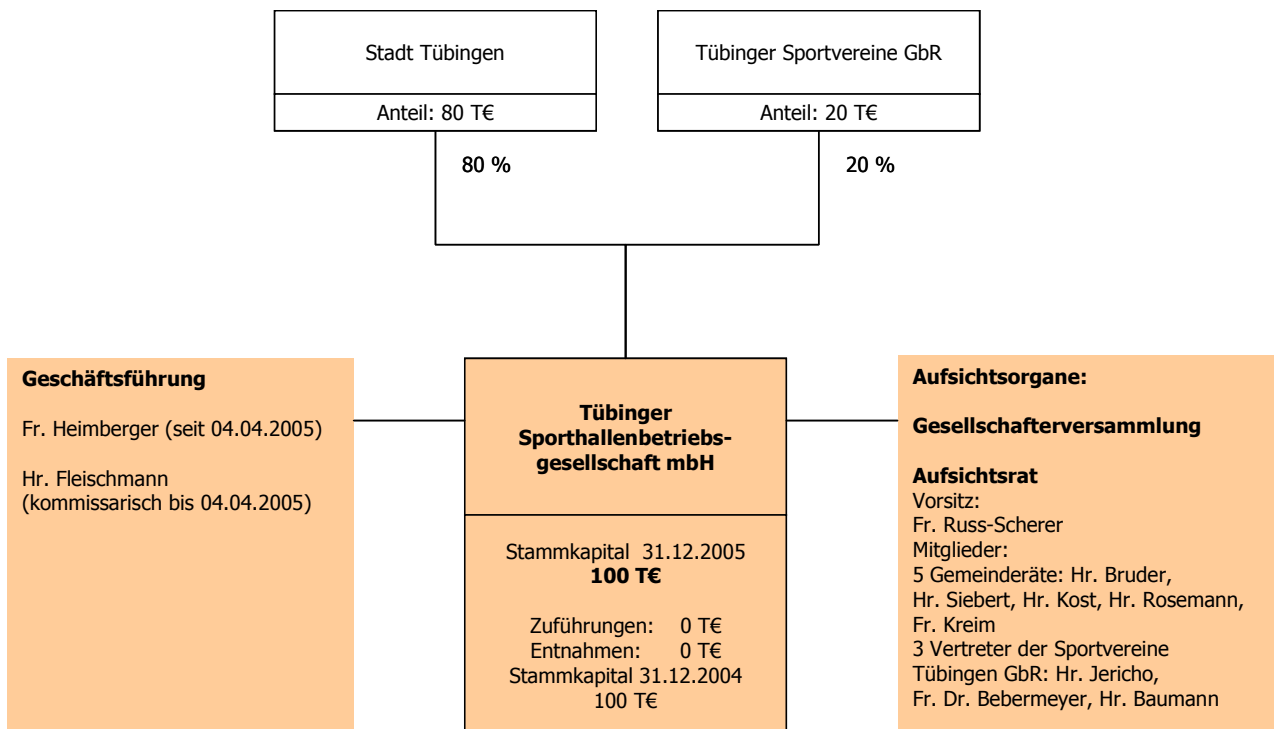 Stadt Tübingen
Anteil: 80 T€
80 %
Tübinger Sportvereine GbR
Anteil: 20 T€
20 %
Geschäftsführung
Fr. Heimberger (seit 04.04.2005)
Hr. Fleischmann
(kommissarisch bis 04.04.2005)
Tübinger
Sporthallenbetriebs-
gesellschaft mbH
Stammkapital 31.12.2005
100 T€
Zuführungen: 0 T€
Entnahmen: 0 T€
Stammkapital 31.12.2004
100 T€
Aufsichtsorgane:
Gesellschafterversammlung
Aufsichtsrat
Vorsitz:
Fr. Russ-Scherer
Mitglieder:
5 Gemeinderäte: Hr. Bruder,
Hr. Siebert, Hr. Kost, Hr. Rosemann,
Fr. Kreim
3 Vertreter der Sportvereine
Tübingen GbR: Hr. Jericho,
Fr. Dr. Bebermeyer, Hr. Baumann